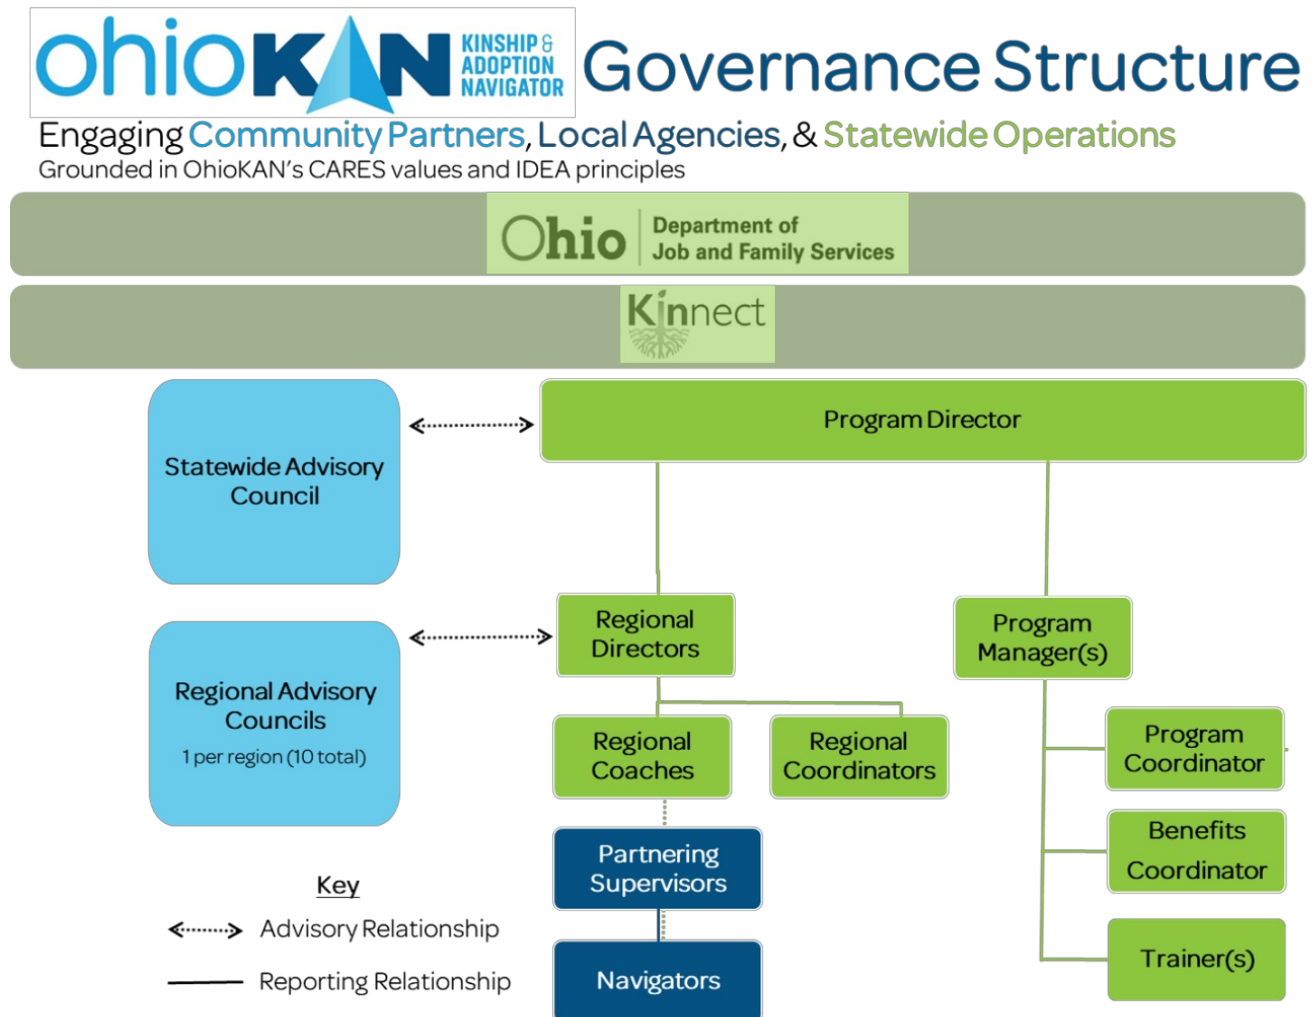 ohioKAN KINSHIP &
ADOPTION
NAVIGATOR
Governance Structure
Engaging Community Partners, Local Agencies, & Statewide Operations
Grounded in OhioKAN's CARES values and IDEA principles
Ohio
Department of
Job and Family Services
Kinnect
Program Director
Statewide Advisory
Council
Regional
Directors
Program
Manager(s)
Regional Advisory
Councils
1 per region (10 total)
Regional
Coaches
Regional
Coordinators
Program
Coordinator
Partnering
Supervisors
Benefits
Coordinator
Navigators
Trainer(s)
Key
Advisory Relationship
Reporting Relationship